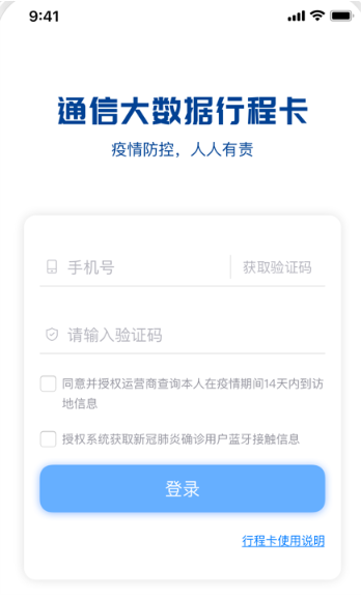 9:41
通信大数据行程卡
疫情防控，人人有责
手机号 获取验证码
请输入验证码
同意并授权运营商查询本人在疫情期间14天内到访
地信息
授权系统获取新冠肺炎确诊用户蓝牙接触信息
登录
行程卡使用说明